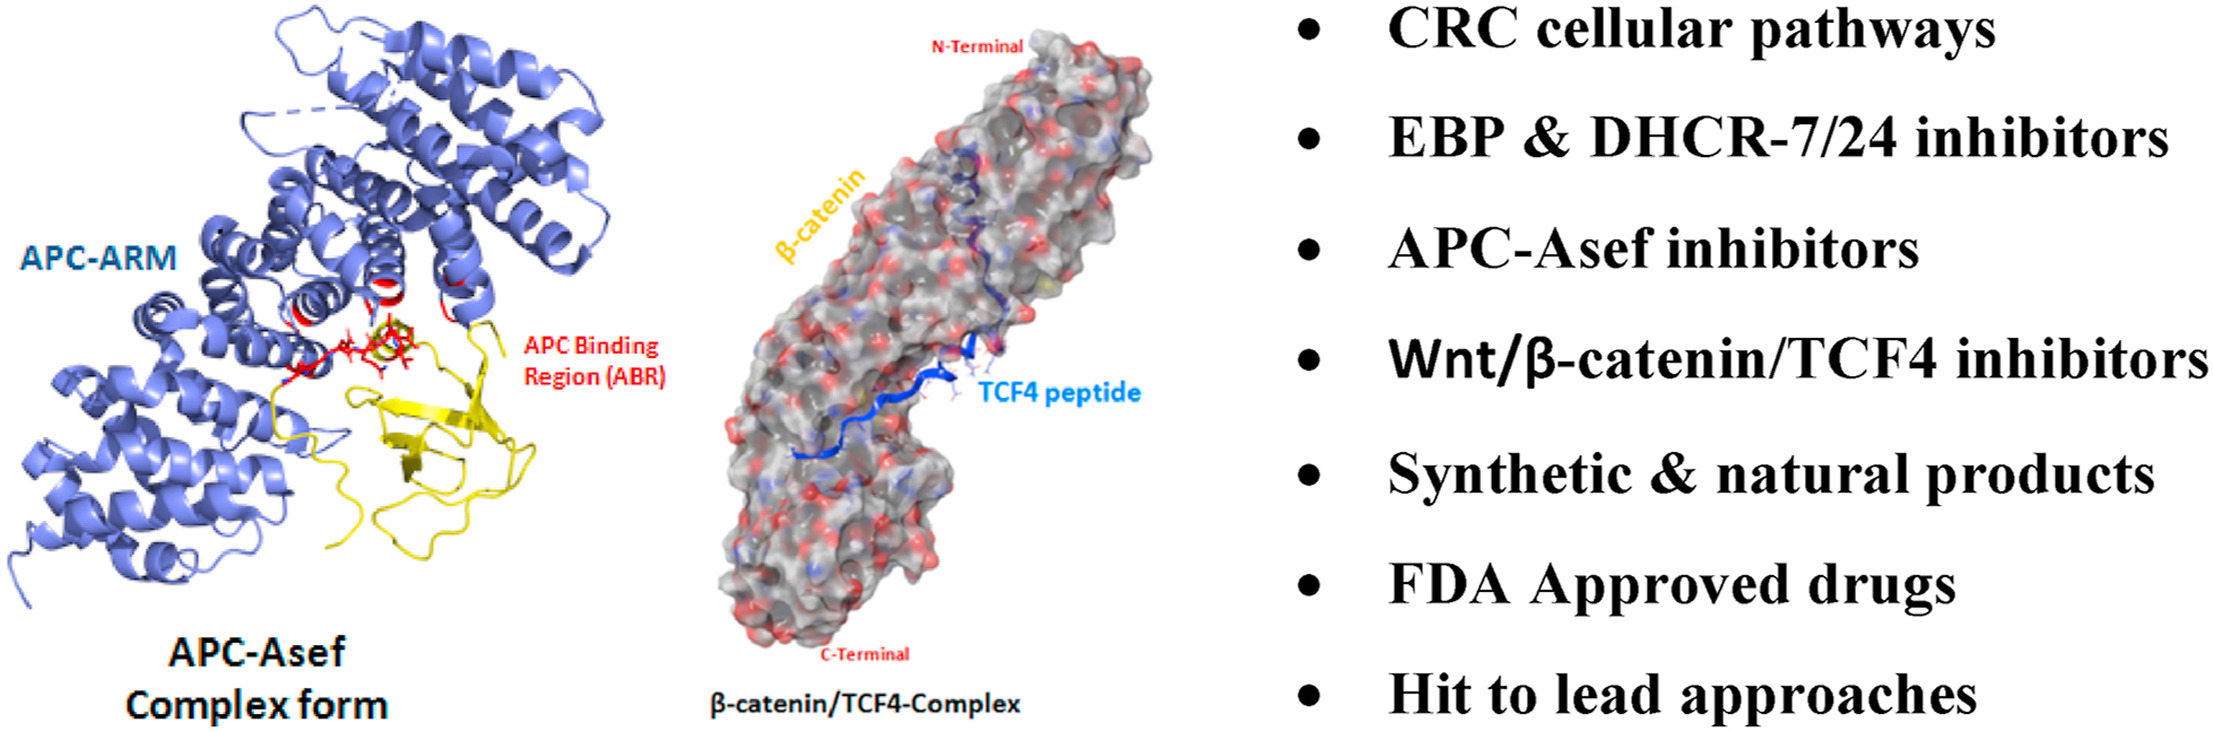 APC-ARM
APC Binding
Region (ABR)
APC-Asef
Complex form
N-Terminal
β-catenin
TCF4 peptide
C-Terminal
β-catenin/TCF4-Complex
• CRC cellular pathways
• EBP & DHCR-7/24 inhibitors
• APC-Asef inhibitors
• Wnt/β-catenin/TCF4 inhibitors
• Synthetic & natural products
• FDA Approved drugs
• Hit to lead approaches